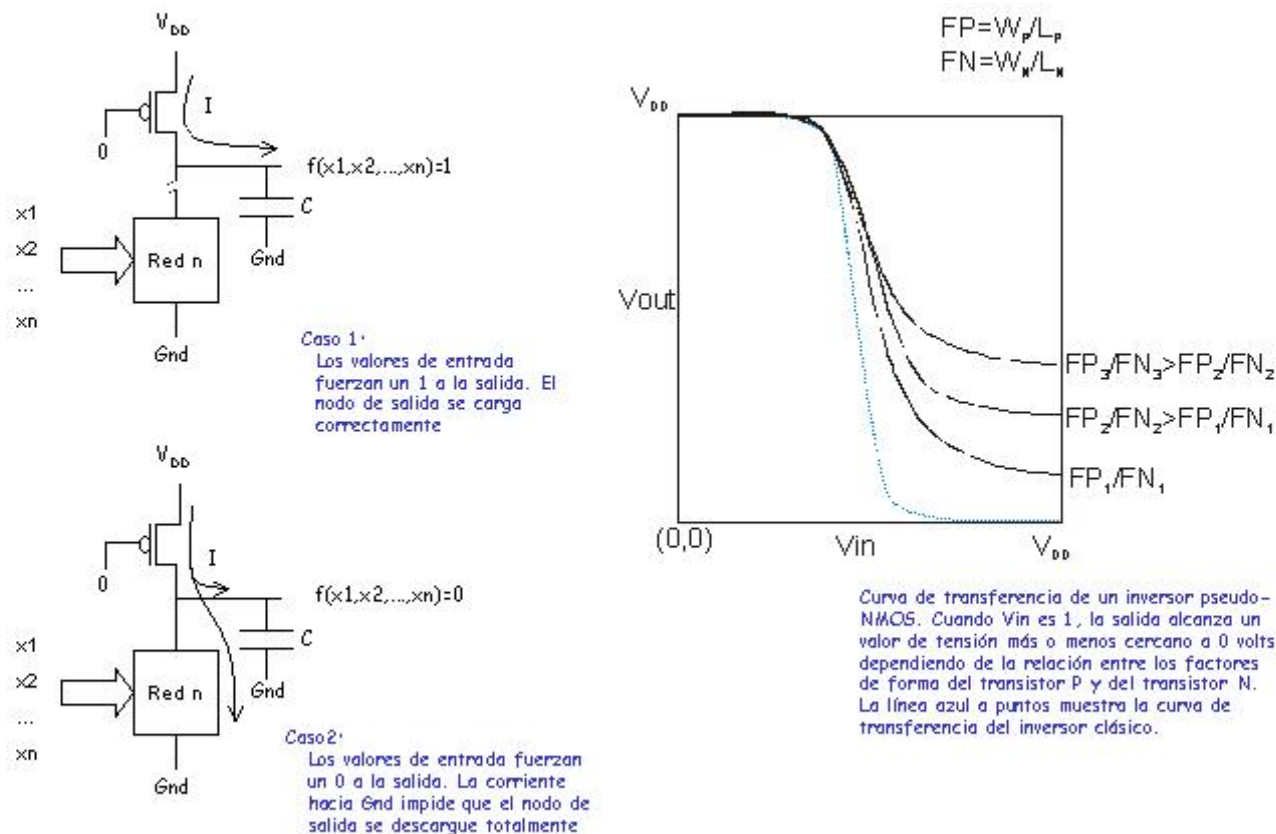 V_DD
I
0
f(x1,x2,...,xn)=1
C
x1
x2
...
xn
Red n
Gnd
Gnd
Caso 1:
Los valores de entrada
fuerzan un 1 a la salida. El
nodo de salida se carga
correctamente
V_DD
I
0
f(x1,x2,...,xn)=0
C
x1
x2
...
xn
Red n
Gnd
Gnd
Caso2:
Los valores de entrada fuerzan
un 0 a la salida. La corriente
hacia Gnd impide que el nodo de
salida se descargue totalmente
FP=W_P/L_P
FN=W_N/L_N
V_DD
Vout
FP_3/FN_3>FP_2/FN_2
FP_2/FN_2>FP_1/FN_1
FP_1/FN_1
(0,0)
Vin
V_DD
Curva de transferencia de un inversor pseudo-
NMOS. Cuando Vin es 1, la salida alcanza un
valor de tensión más o menos cercano a 0 volts
dependiendo de la relación entre los factores
de forma del transistor P y del transistor N.
La línea azul a puntos muestra la curva de
transferencia del inversor clásico.